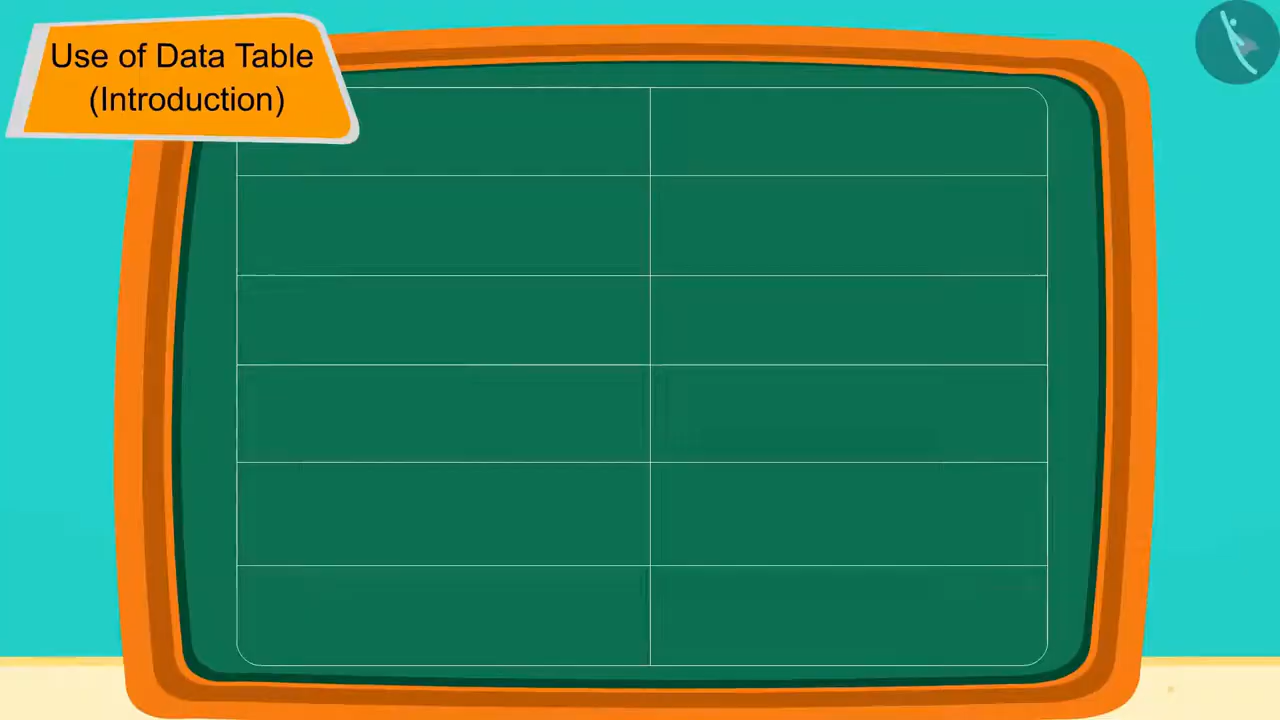 Use of Data Table
(Introduction)